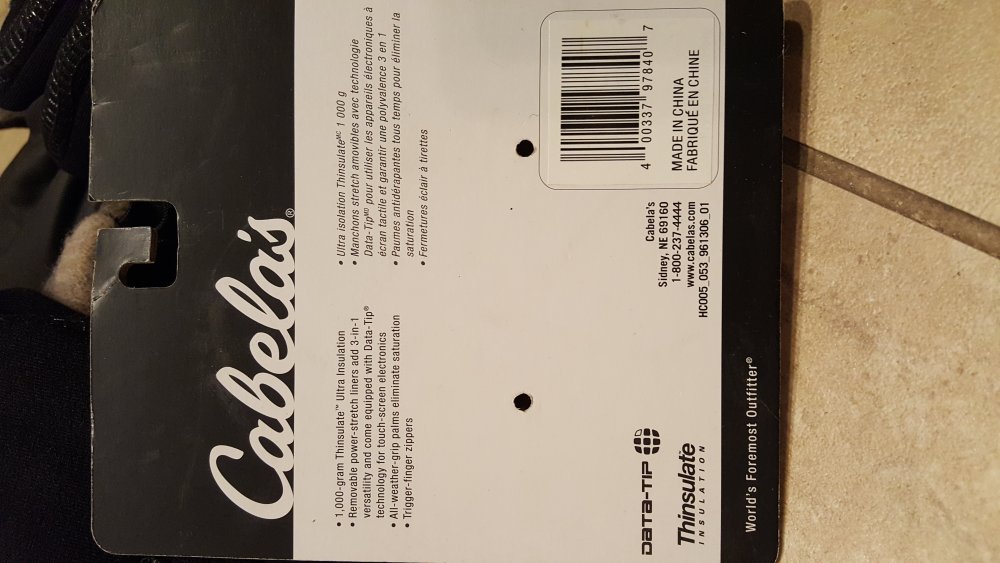 Cabela's®
• 1,000-gram Thinsulate™ Ultra Insulation
• Removable power-stretch liners add 3-in-1
versatility and come equipped with Data-Tip®
technology for touch-screen electronics
• All-weather-grip palms eliminate saturation
• Trigger-finger zippers
• Ultra isolation Thinsulateᴹᶜ 1 000 g
• Manchons stretch amovibles avec technologie
Data-Tipᴹᴰ pour utiliser les appareils électroniques à
écran tactile et garantir une polyvalence 3 en 1
• Paumes antidérapantes tous temps pour éliminer la
saturation
• Fermetures éclair à tirettes
DATA-TIP
Thinsulate
INSULATION
Cabela's
Sidney, NE 69160
1-800-237-4444
www.cabelas.com
HC005_053_961306_01
4 00337 97840 7
MADE IN CHINA
FABRIQUÉ EN CHINE
World's Foremost Outfitter®